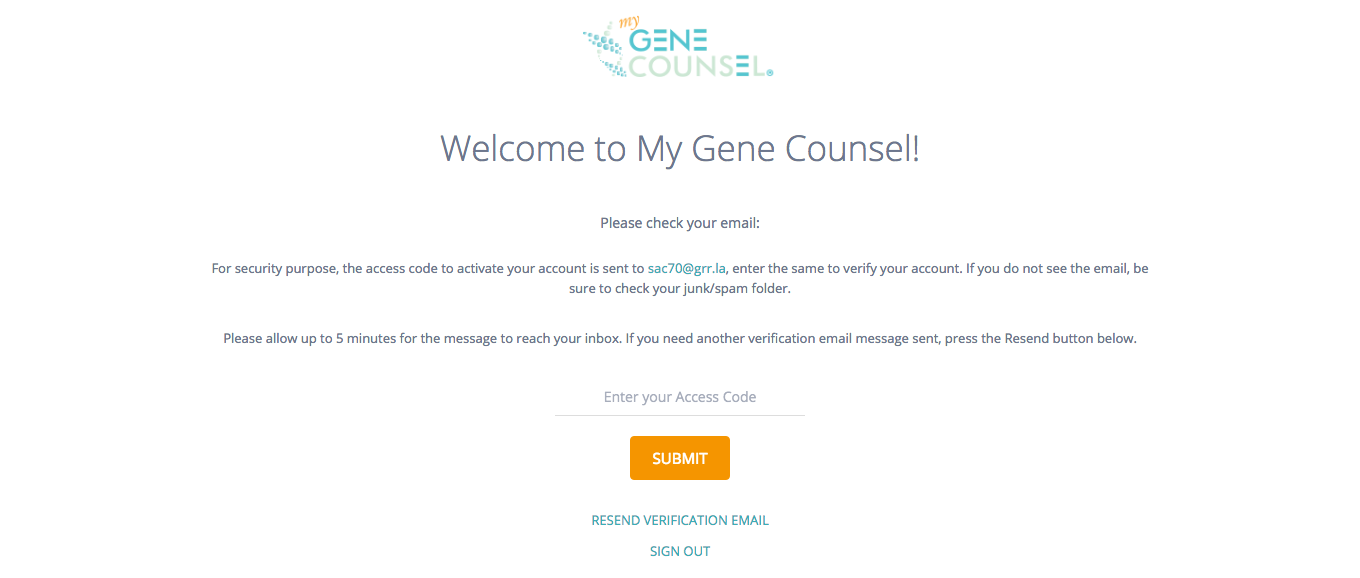 my
GENE
COUNSEL®
Welcome to My Gene Counsel!
Please check your email:
For security purpose, the access code to activate your account is sent to sac70@grr.la, enter the same to verify your account. If you do not see the email, be
sure to check your junk/spam folder.
Please allow up to 5 minutes for the message to reach your inbox. If you need another verification email message sent, press the Resend button below.
Enter your Access Code
SUBMIT
RESEND VERIFICATION EMAIL
SIGN OUT